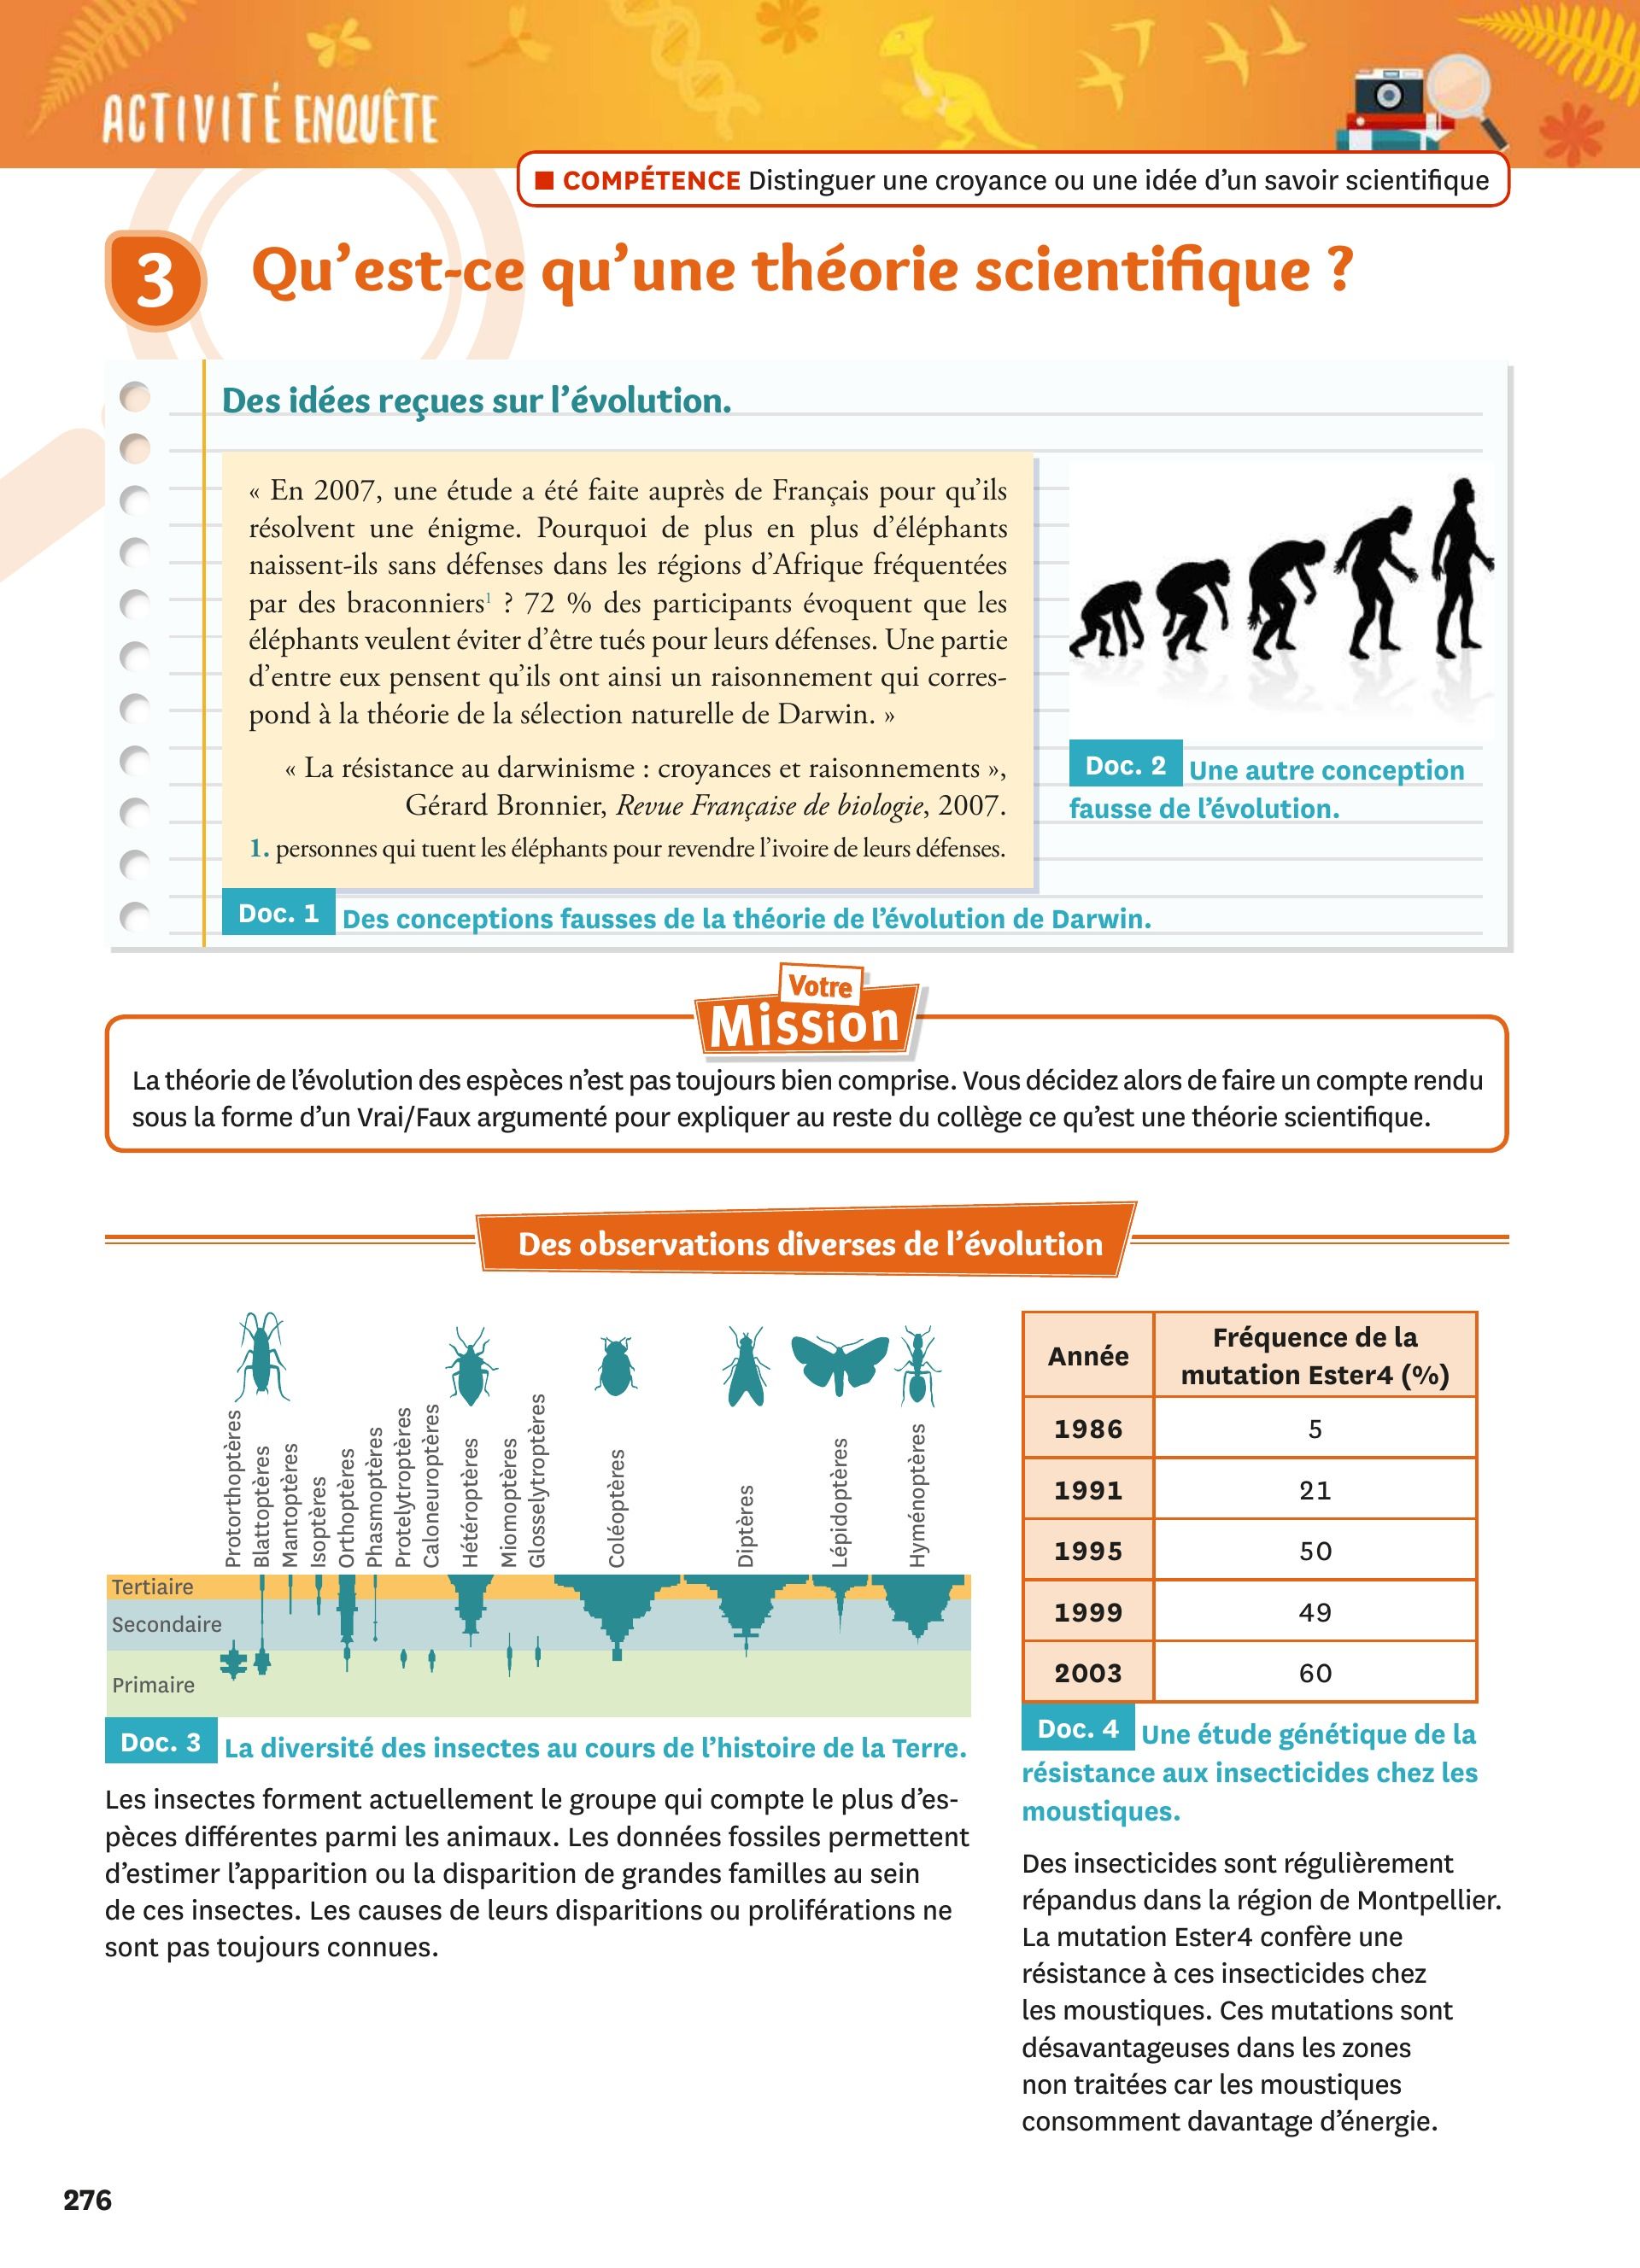 ACTIVITÉ ENQUÊTE
■ COMPÉTENCE Distinguer une croyance ou une idée d’un savoir scientifique
3 Qu’est-ce qu’une théorie scientifique ?
Des idées reçues sur l’évolution.
« En 2007, une étude a été faite auprès de Français pour qu’ils
résolvent une énigme. Pourquoi de plus en plus d’éléphants
naissent-ils sans défenses dans les régions d’Afrique fréquentées
par des braconniers¹ ? 72 % des participants évoquent que les
éléphants veulent éviter d’être tués pour leurs défenses. Une partie
d’entre eux pensent qu’ils ont ainsi un raisonnement qui corres-
pond à la théorie de la sélection naturelle de Darwin. »
« La résistance au darwinisme : croyances et raisonnements »,
Gérard Bronnier, Revue Française de biologie, 2007.
1. personnes qui tuent les éléphants pour revendre l’ivoire de leurs défenses.
Doc. 1 Des conceptions fausses de la théorie de l’évolution de Darwin.
Doc. 2 Une autre conception
fausse de l’évolution.
Votre
Mission
La théorie de l’évolution des espèces n’est pas toujours bien comprise. Vous décidez alors de faire un compte rendu
sous la forme d’un Vrai/Faux argumenté pour expliquer au reste du collège ce qu’est une théorie scientifique.
Des observations diverses de l’évolution
Protorthoptères
Blattoptères
Mantoptères
Isoptères
Orthoptères
Phasmoptères
Protelytroptères
Caloneuroptères
Hétéroptères
Miomoptères
Glosselytroptères
Coléoptères
Diptères
Lépidoptères
Hyménoptères
Tertiaire
Secondaire
Primaire
Doc. 3 La diversité des insectes au cours de l’histoire de la Terre.
Les insectes forment actuellement le groupe qui compte le plus d’es-
pèces différentes parmi les animaux. Les données fossiles permettent
d’estimer l’apparition ou la disparition de grandes familles au sein
de ces insectes. Les causes de leurs disparitions ou proliférations ne
sont pas toujours connues.
Année Fréquence de la
mutation Ester4 (%)
1986 5
1991 21
1995 50
1999 49
2003 60
Doc. 4 Une étude génétique de la
résistance aux insecticides chez les
moustiques.
Des insecticides sont régulièrement
répandus dans la région de Montpellier.
La mutation Ester4 confère une
résistance à ces insecticides chez
les moustiques. Ces mutations sont
désavantageuses dans les zones
non traitées car les moustiques
consomment davantage d’énergie.
276